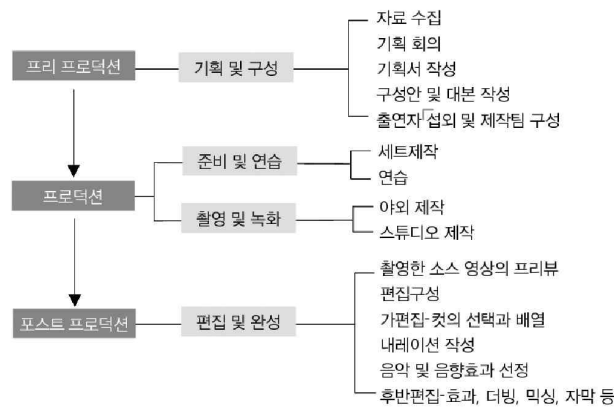 자료 수집
기획 회의
프리 프로덕션
기획 및 구성
기획서 작성
구성안 및 대본 작성
출연자 섭외 및 제작팀 구성
준비 및 연습
세트제작
연습
프로덕션
촬영 및 녹화
야외 제작
스튜디오 제작
촬영한 소스 영상의 프리뷰
편집구성
포스트 프로덕션
편집 및 완성
가편집-컷의 선택과 배열
내레이션 작성
음악 및 음향효과 선정
후반편집-효과, 더빙, 믹싱, 자막 등